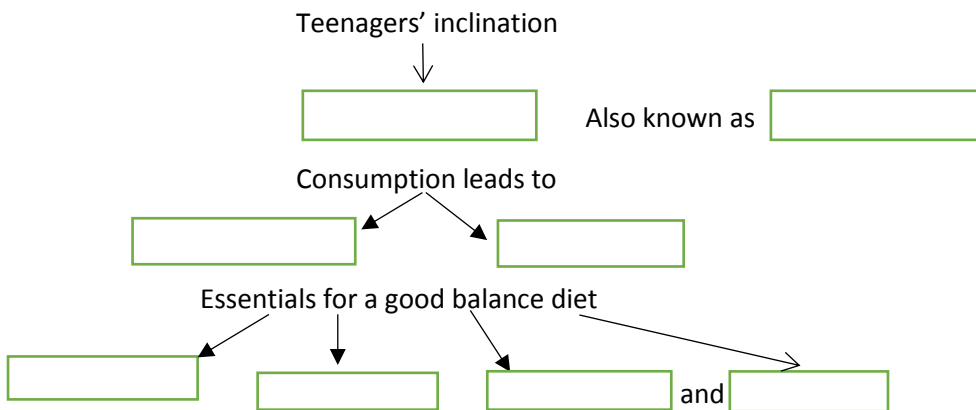 Teenagers’ inclination
Also known as
Consumption leads to
Essentials for a good balance diet
and